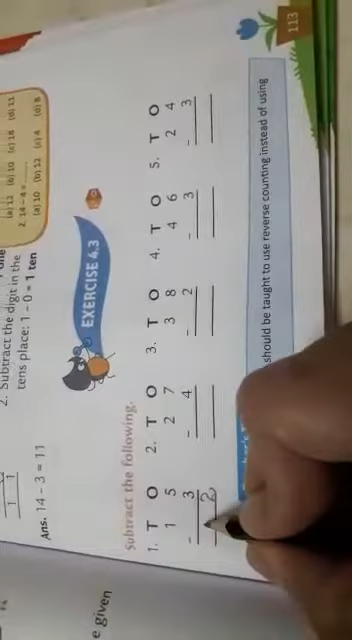 (a) 13 (b) 10 (c) 18 (d) 11
2. 14 – 4 = ........
(a) 10 (b) 12 (c) 4 (d) 8
2. Subtract the digit in the
tens place: 1 – 0 = 1 ten
1 1
Ans. 14 – 3 = 11
EXERCISE 4.3
Subtract the following.
1. T O 2. T O 3. T O 4. T O 5. T O
1 5 2 7 3 8 4 6 2 4
- 3 - 4 - 2 - 3 - 3
2
should be taught to use reverse counting instead of using
113
e given